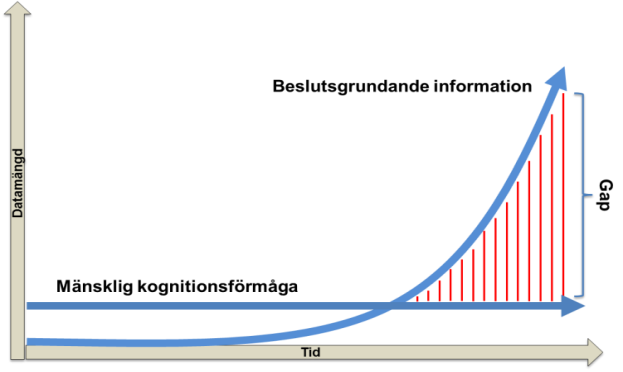 Beslutsgrundande information
Datamängd
Gap
Mänsklig kognitionsförmåga
Tid